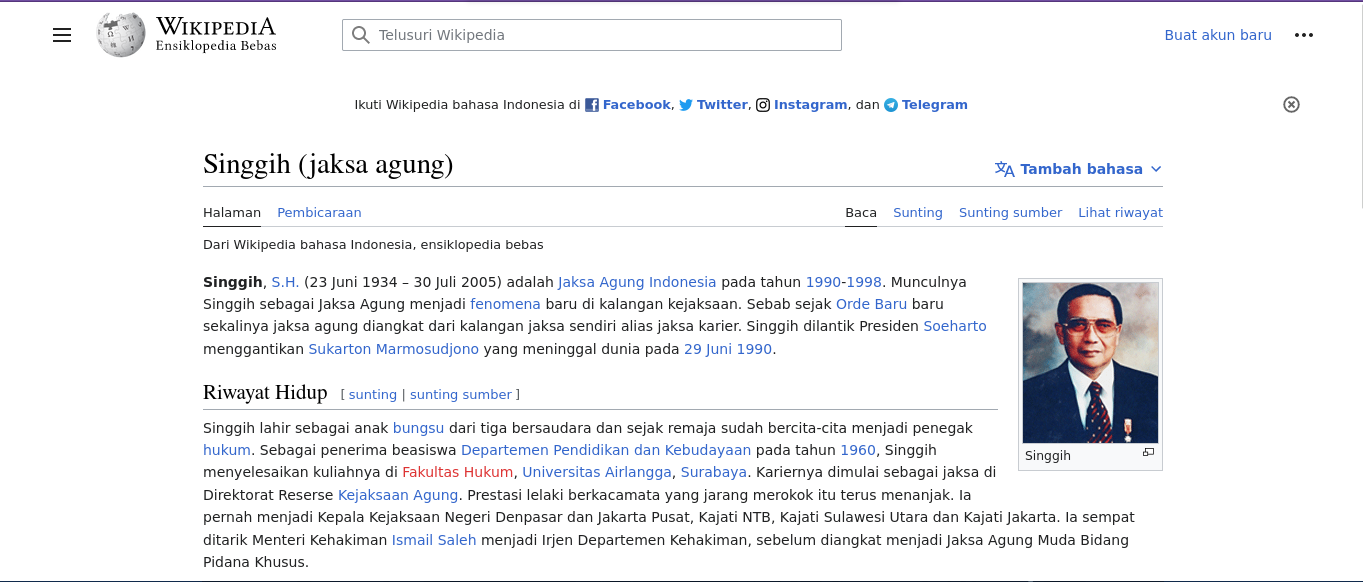 WIKIPEDIA
Ensiklopedia Bebas
Telusuri Wikipedia
Buat akun baru
Ikuti Wikipedia bahasa Indonesia di Facebook, Twitter, Instagram, dan Telegram
Singgih (jaksa agung)
Tambah bahasa
Halaman Pembicaraan
Baca Sunting Sunting sumber Lihat riwayat
Dari Wikipedia bahasa Indonesia, ensiklopedia bebas
Singgih, S.H. (23 Juni 1934 – 30 Juli 2005) adalah Jaksa Agung Indonesia pada tahun 1990-1998. Munculnya
Singgih sebagai Jaksa Agung menjadi fenomena baru di kalangan kejaksaan. Sebab sejak Orde Baru baru
sekalinya jaksa agung diangkat dari kalangan jaksa sendiri alias jaksa karier. Singgih dilantik Presiden Soeharto
menggantikan Sukarton Marmosudjono yang meninggal dunia pada 29 Juni 1990.
Singgih
Riwayat Hidup [ sunting | sunting sumber ]
Singgih lahir sebagai anak bungsu dari tiga bersaudara dan sejak remaja sudah bercita-cita menjadi penegak
hukum. Sebagai penerima beasiswa Departemen Pendidikan dan Kebudayaan pada tahun 1960, Singgih
menyelesaikan kuliahnya di Fakultas Hukum, Universitas Airlangga, Surabaya. Kariernya dimulai sebagai jaksa di
Direktorat Reserse Kejaksaan Agung. Prestasi lelaki berkacamata yang jarang merokok itu terus menanjak. Ia
pernah menjadi Kepala Kejaksaan Negeri Denpasar dan Jakarta Pusat, Kajati NTB, Kajati Sulawesi Utara dan Kajati Jakarta. Ia sempat
ditarik Menteri Kehakiman Ismail Saleh menjadi Irjen Departemen Kehakiman, sebelum diangkat menjadi Jaksa Agung Muda Bidang
Pidana Khusus.